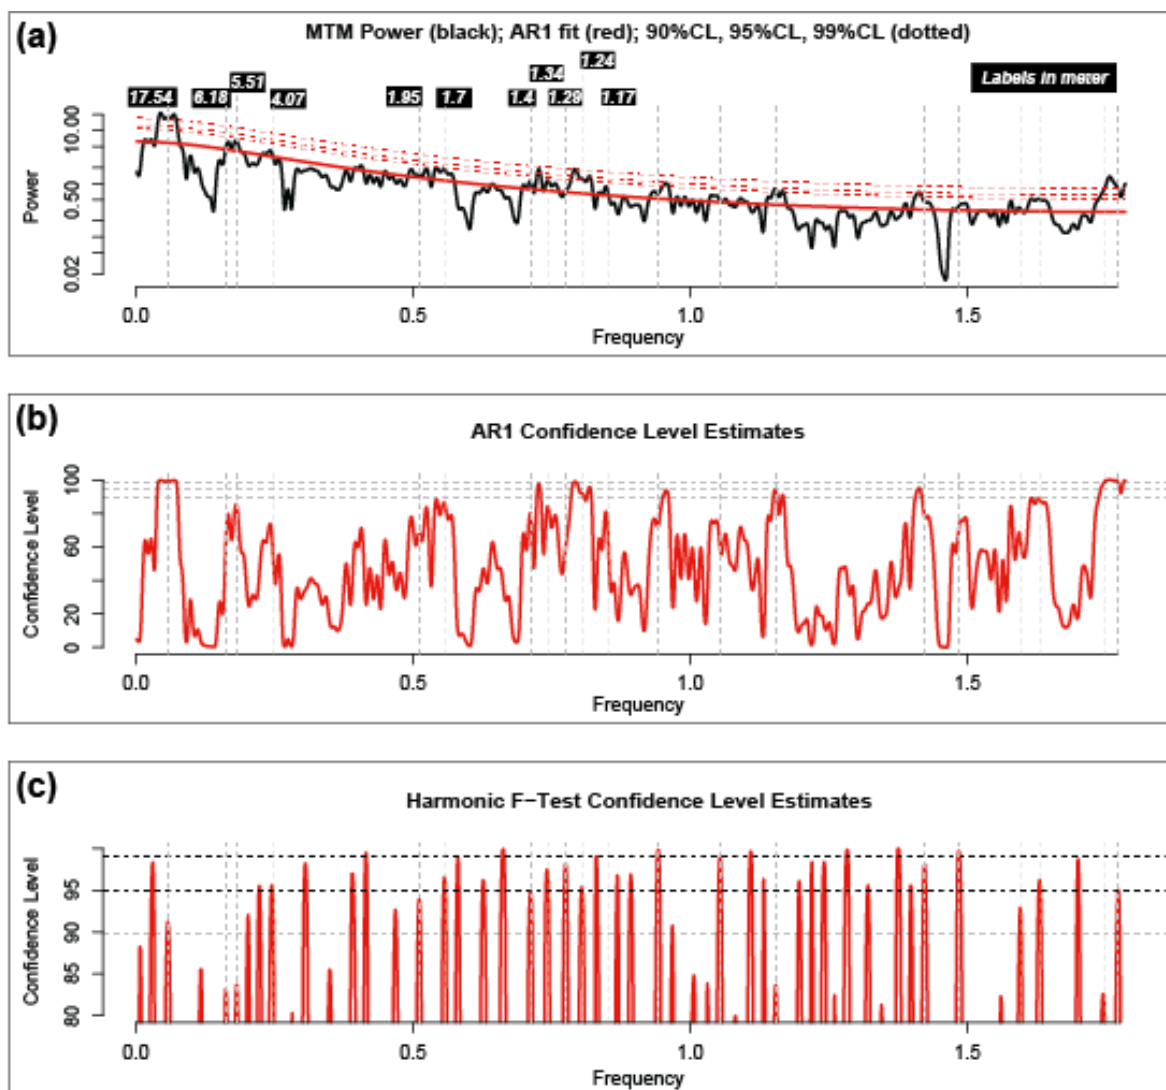 (a)
MTM Power (black); AR1 fit (red); 90%CL, 95%CL, 99%CL (dotted)
1.24
5.51
1.34
Labels in meter
17.54 6.18 4.07 1.95 1.7 1.4 1.29 1.17
10.00
0.50
0.02
Power
0.0 0.5 1.0 1.5
Frequency
(b)
AR1 Confidence Level Estimates
100
60
20
0
Confidence Level
0.0 0.5 1.0 1.5
Frequency
(c)
Harmonic F-Test Confidence Level Estimates
95
90
85
80
Confidence Level
0.0 0.5 1.0 1.5
Frequency